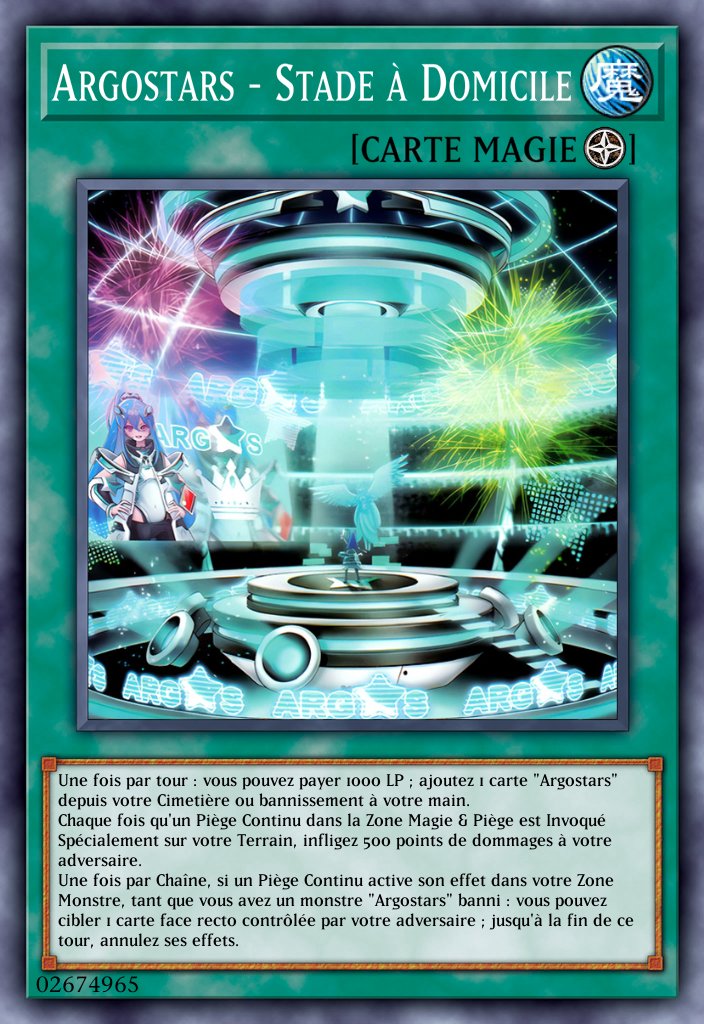 Argostars - Stade à Domicile
魔
[CARTE MAGIE]
ARG★S
ARG★S
ARG★S
ARG★S
Une fois par tour : vous pouvez payer 1000 LP ; ajoutez 1 carte "Argostars"
depuis votre Cimetière ou bannissement à votre main.
Chaque fois qu'un Piège Continu dans la Zone Magie & Piège est Invoqué
Spécialement sur votre Terrain, infligez 500 points de dommages à votre
adversaire.
Une fois par Chaîne, si un Piège Continu active son effet dans votre Zone
Monstre, tant que vous avez un monstre "Argostars" banni : vous pouvez
cibler 1 carte face recto contrôlée par votre adversaire ; jusqu'à la fin de ce
tour, annulez ses effets.
02674965